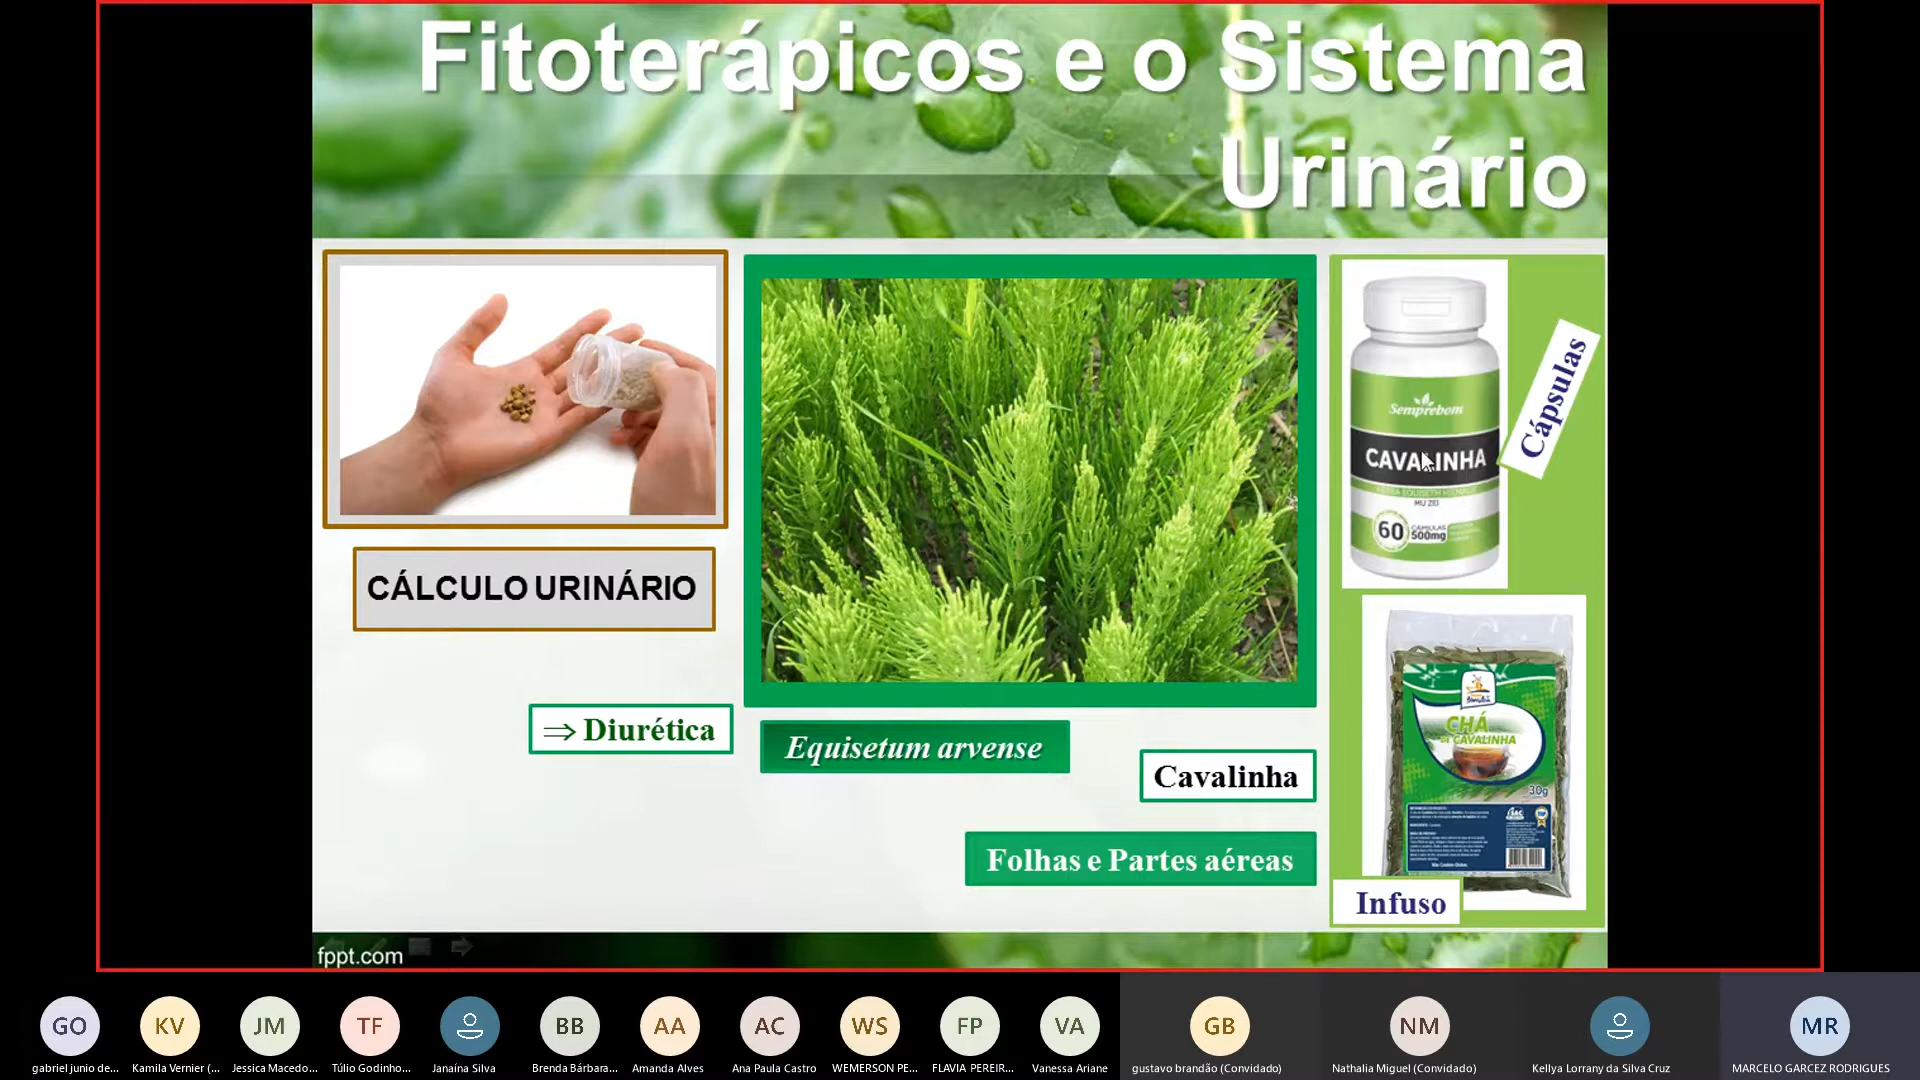 Fitoterápicos e o Sistema
Urinário
CÁLCULO URINÁRIO
⇒ Diurética
Equisetum arvense
Cavalinha
Folhas e Partes aéreas
Semprebom
CAVALINHA
MU ZEI
60
CÁPSULAS
500mg
Cápsulas
CHÁ
DE CAVALINHA
30g
Infuso
fppt.com
GO
KV
JM
TF
BB
AA
AC
WS
FP
VA
GB
NM
MR
gabriel junio de...
Kamila Vernier (...
Jessica Macedo...
Túlio Godinho...
Janaína Silva
Brenda Bárbara...
Amanda Alves
Ana Paula Castro
WEMERSON PE...
FLAVIA PEREIR...
Vanessa Ariane
gustavo brandão (Convidado)
Nathalia Miguel (Convidado)
Kellya Lorrany da Silva Cruz
MARCELO GARCEZ RODRIGUES